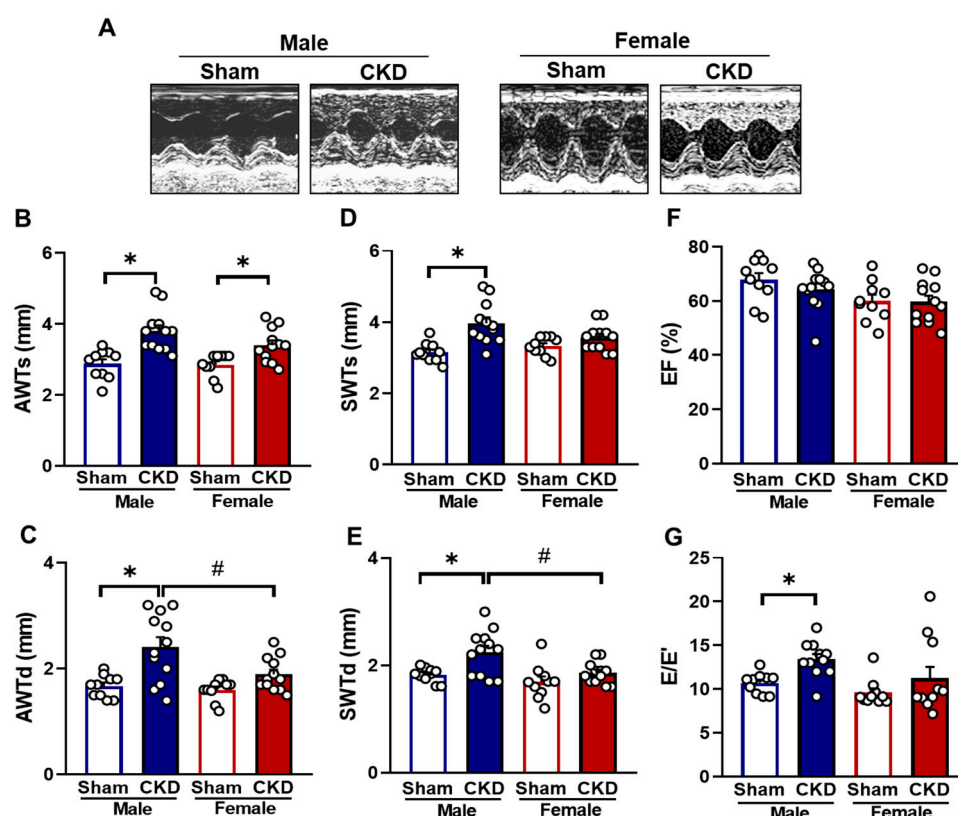 A
Male
Female
Sham CKD
Sham CKD
B
AWTs (mm)
6
4
2
0
*
*
Sham CKD Sham CKD
Male Female
D
SWTs (mm)
6
4
2
0
*
Sham CKD Sham CKD
Male Female
F
EF (%)
80
60
40
20
0
Sham CKD Sham CKD
Male Female
C
AWTd (mm)
4
2
0
*
#
Sham CKD Sham CKD
Male Female
E
SWTd (mm)
4
2
0
*
#
Sham CKD Sham CKD
Male Female
G
E/E'
25
20
15
10
5
0
*
Sham CKD Sham CKD
Male Female